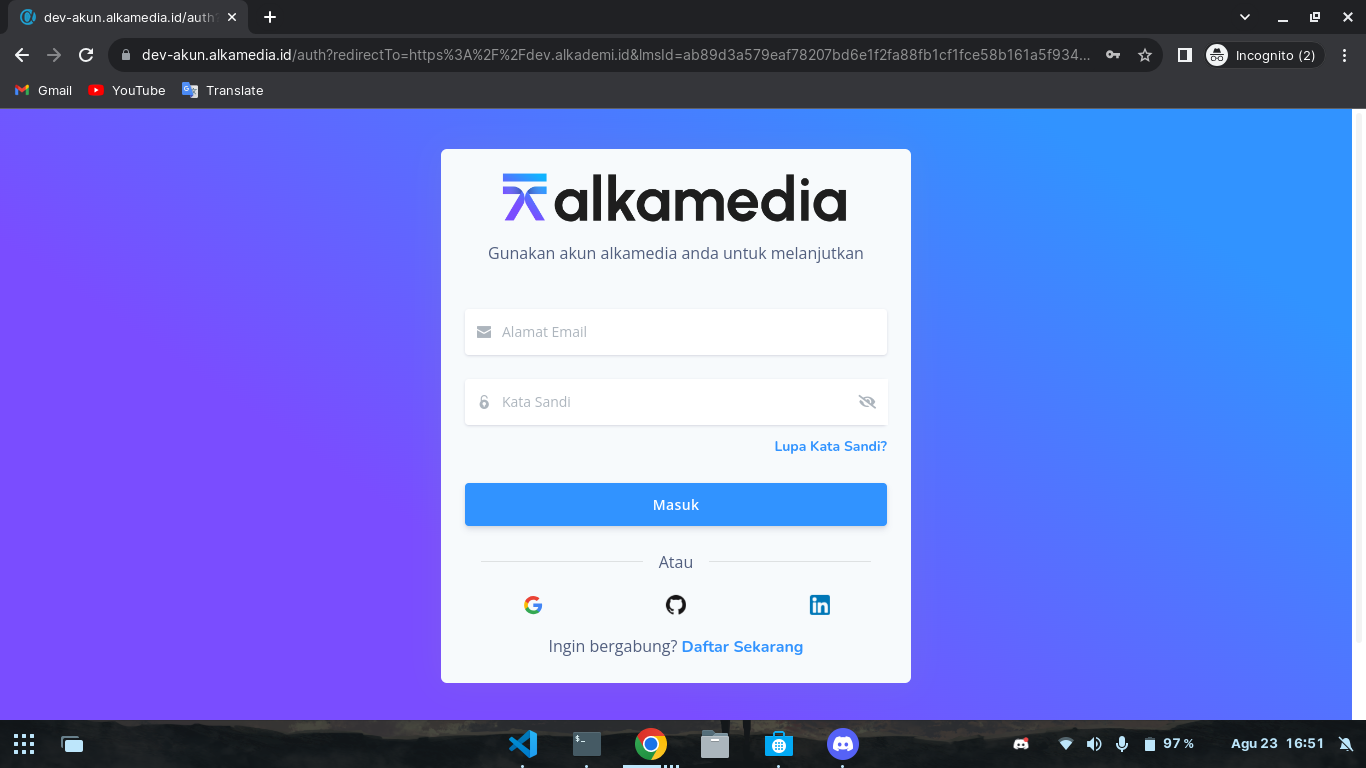 dev-akun.alkamedia.id/auth?
dev-akun.alkamedia.id/auth?redirectTo=https%3A%2F%2Fdev.alkademi.id&lmsId=ab89d3a579eaf78207bd6e1f2fa88fb1cf1fce58b161a5f934...
Incognito (2)
Gmail
YouTube
Translate
alkamedia
Gunakan akun alkamedia anda untuk melanjutkan
Alamat Email
Kata Sandi
Lupa Kata Sandi?
Masuk
Atau
Ingin bergabung? Daftar Sekarang
97 %
Agu 23 16:51